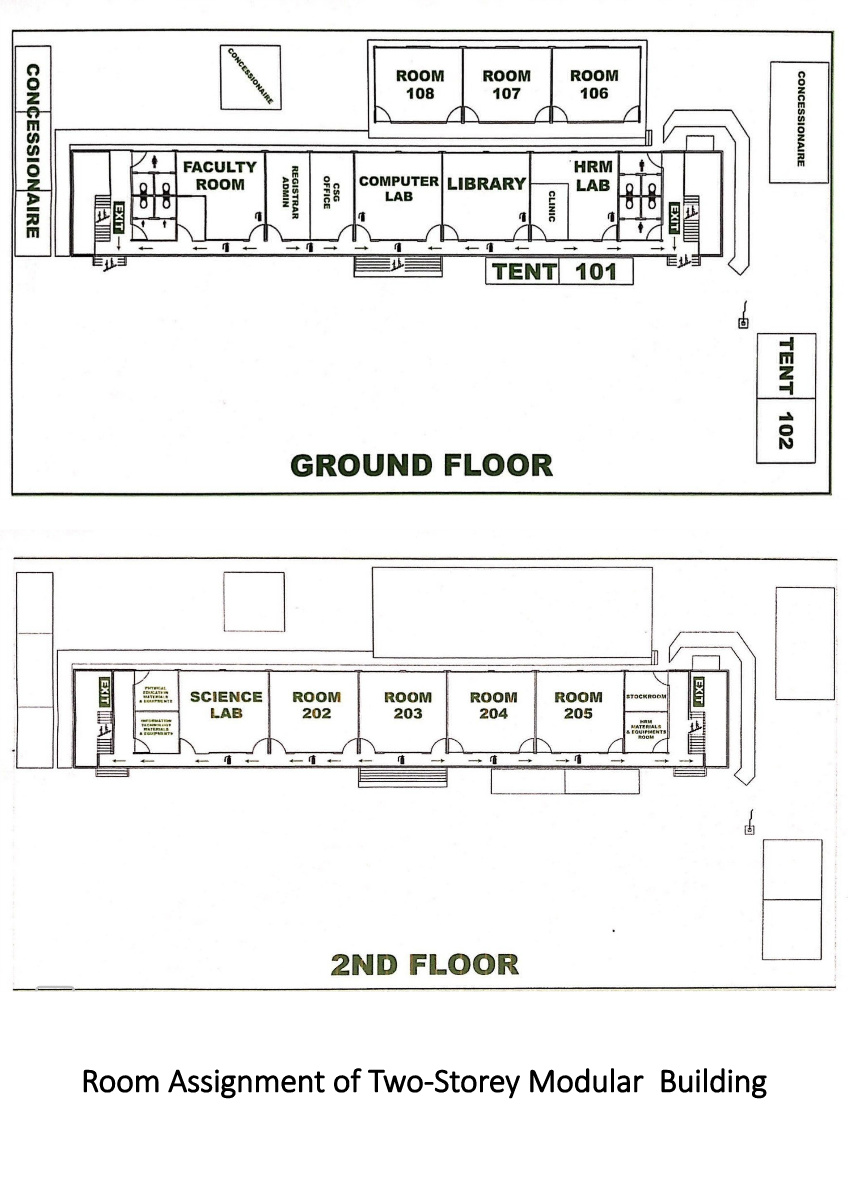 CONCESSIONAIRE
CONCESSIONAIRE
ROOM
108
ROOM
107
ROOM
106
CONCESSIONAIRE
FACULTY
ROOM
REGISTRAR
ADMIN
CSG
OFFICE
COMPUTER
LAB
LIBRARY
CLINIC
HRM
LAB
EXIT
EXIT
TENT 101
TENT 102
GROUND FLOOR
EXIT
PHYSICAL
EDUCATION
MATERIALS
& EQUIPMENTS
INFORMATION
TECHNOLOGY
MATERIALS
& EQUIPMENTS
SCIENCE
LAB
ROOM
202
ROOM
203
ROOM
204
ROOM
205
STOCKROOM
HRM
MATERIALS
& EQUIPMENTS
ROOM
EXIT
2ND FLOOR
Room Assignment of Two-Storey Modular Building